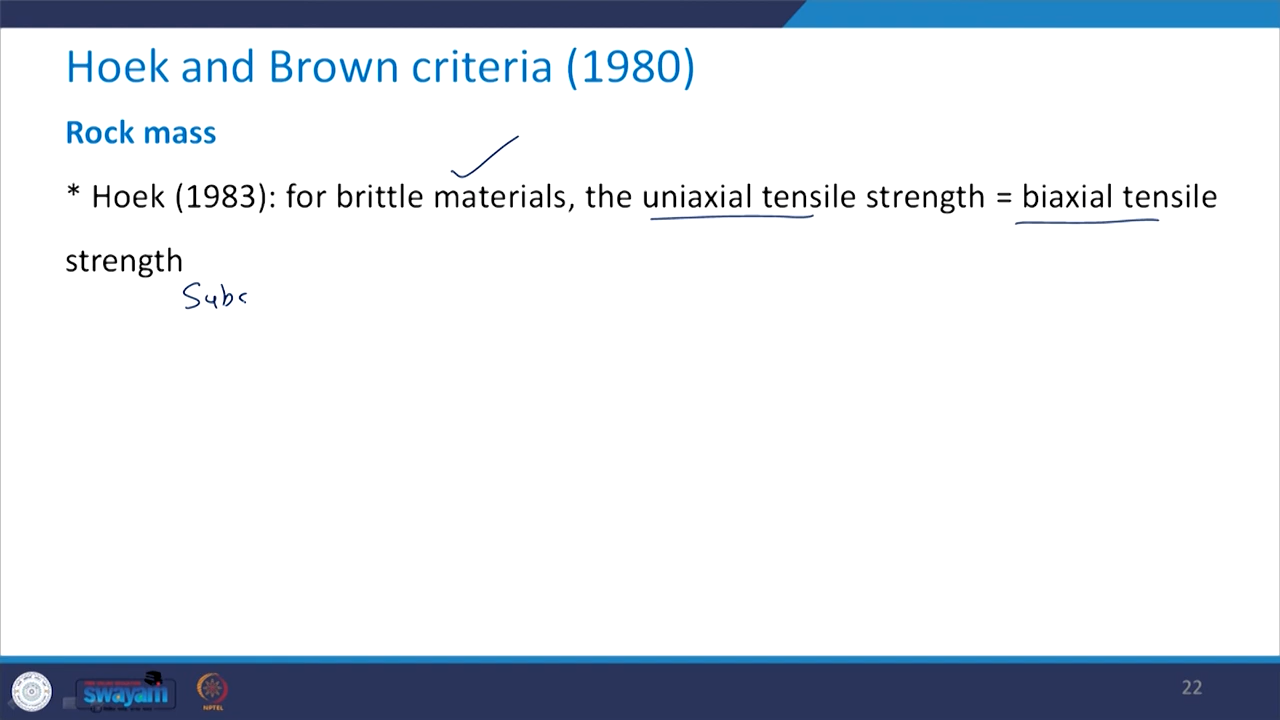 Hoek and Brown criteria (1980)
Rock mass
* Hoek (1983): for brittle materials, the uniaxial tensile strength = biaxial tensile
strength
Subs
swayam
NPTEL
22